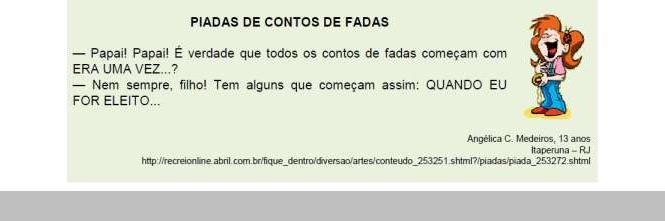 PIADAS DE CONTOS DE FADAS
— Papai! Papai! É verdade que todos os contos de fadas começam com
ERA UMA VEZ...?
— Nem sempre, filho! Tem alguns que começam assim: QUANDO EU
FOR ELEITO...
Angélica C. Medeiros, 13 anos
Itaperuna – RJ
http://recreionline.abril.com.br/fique_dentro/diversao/artes/conteudo_253251.shtml?/piadas/piada_253272.shtml